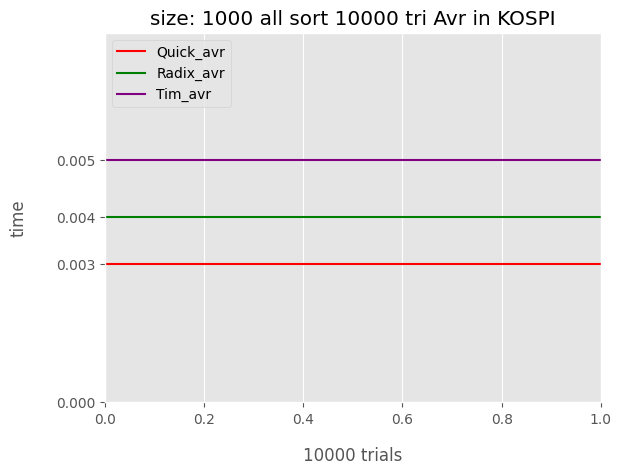 size: 1000 all sort 10000 tri Avr in KOSPI
Quick_avr
Radix_avr
Tim_avr
time
0.005
0.004
0.003
0.000
0.0 0.2 0.4 0.6 0.8 1.0
10000 trials